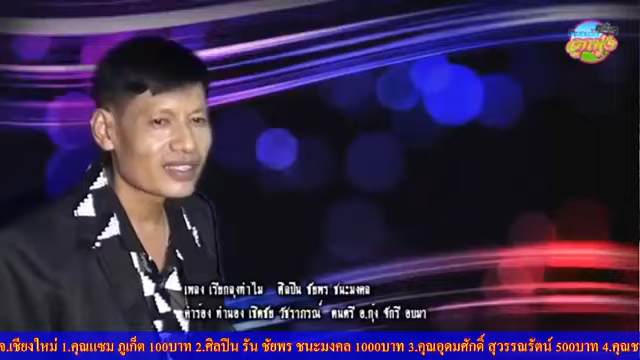 เพลง เรียกลุงทำไม ศิลปิน ชัยพร ชนะมงคล
คำร้อง ทำนอง เชิดชัย วัชราภรณ์ ดนตรี อ.กุ้ง จักรี อบมา
จ.เชียงใหม่ 1.คุณแซม ภูเก็ต 100บาท 2.ศิลปิน รัน ชัยพร ชนะมงคล 1000บาท 3.คุณอุดมศักดิ์ สุวรรณรัตน์ 500บาท 4.คุณช